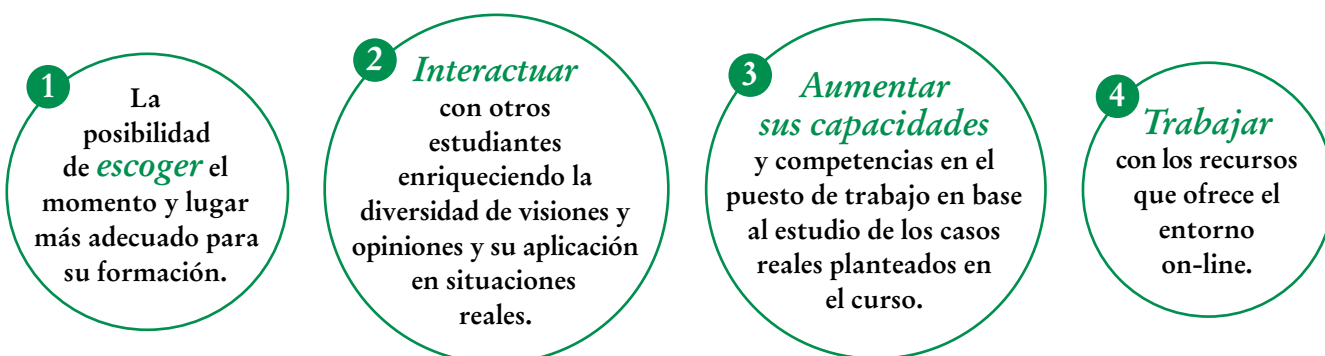 1
La
posibilidad
de escoger el
momento y lugar
más adecuado para
su formación.
2
Interactuar
con otros
estudiantes
enriqueciendo la
diversidad de visiones y
opiniones y su aplicación
en situaciones
reales.
3
Aumentar
sus capacidades
y competencias en el
puesto de trabajo en base
al estudio de los casos
reales planteados en
el curso.
4
Trabajar
con los recursos
que ofrece el
entorno
on-line.